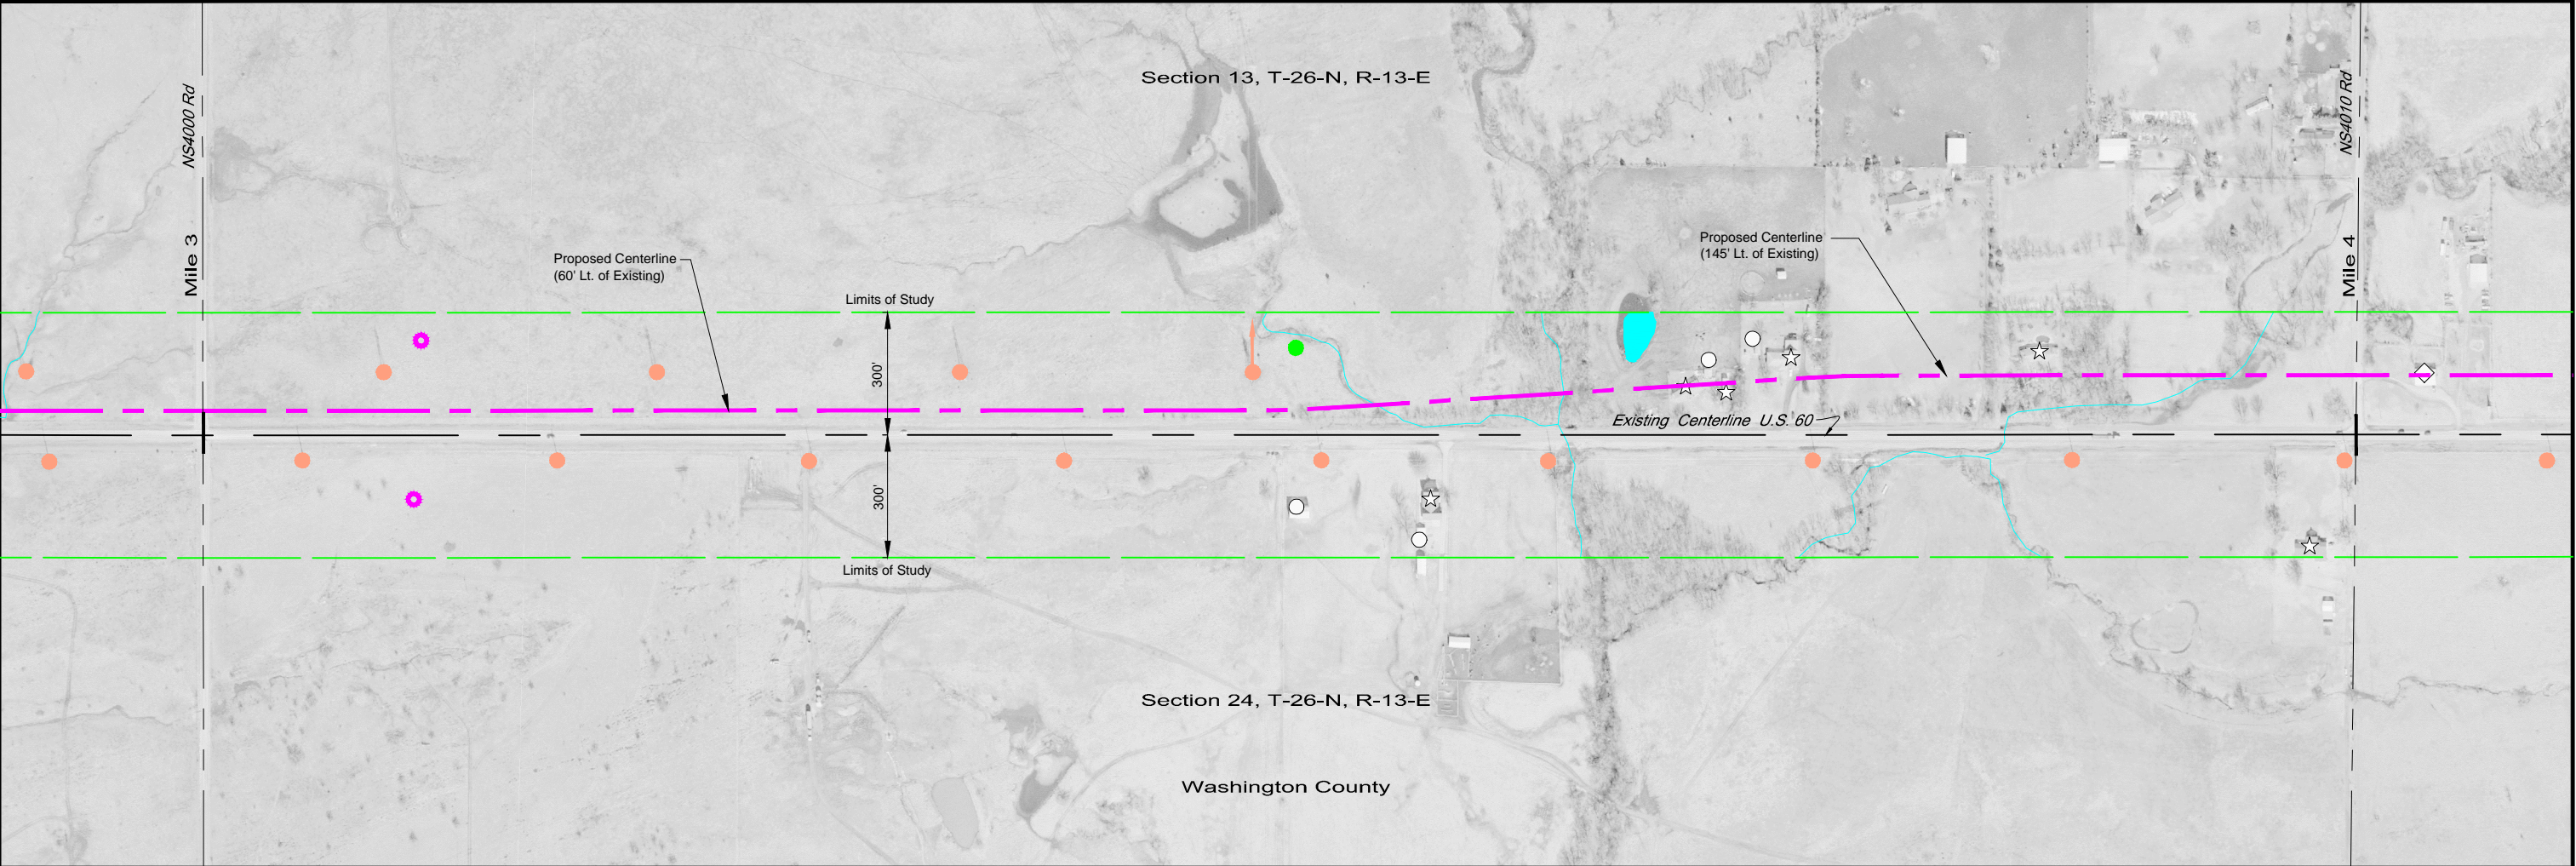 Section 13, T-26-N, R-13-E
NS4000 Rd
NS4010 Rd
Mile 3
Mile 4
Proposed Centerline
(60' Lt. of Existing)
Proposed Centerline
(145' Lt. of Existing)
Limits of Study
300'
Existing Centerline U.S. 60
300'
Limits of Study
Section 24, T-26-N, R-13-E
Washington County